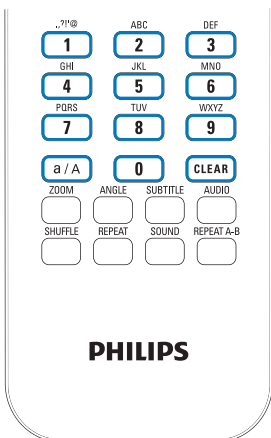 .,?!'@ ABC DEF
1 2 3
GHI JKL MNO
4 5 6
PQRS TUV WXYZ
7 8 9
a / A 0 CLEAR
ZOOM ANGLE SUBTITLE AUDIO
SHUFFLE REPEAT SOUND REPEAT A-B
PHILIPS